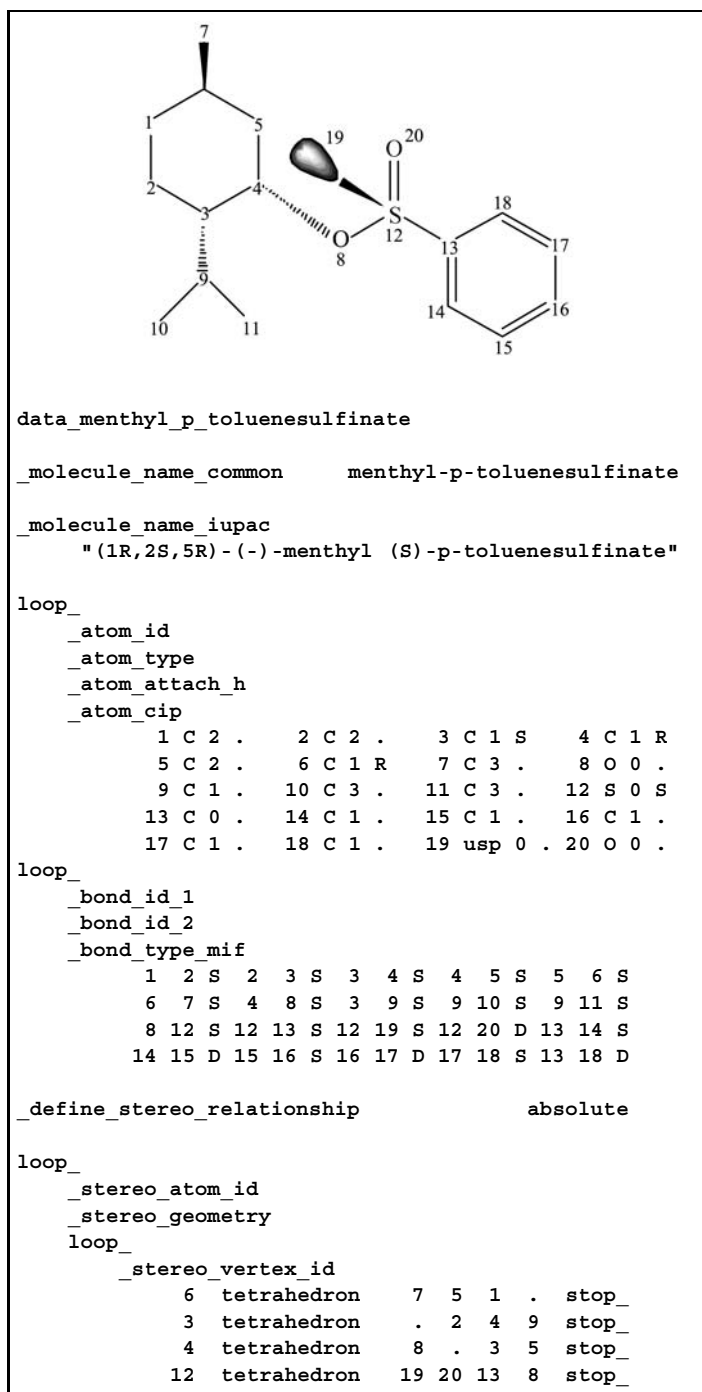 7
1
5
19
20
O
2
4
18
3
S
17
O
12
13
8
9
14
16
10
11
15
data_menthyl_p_toluenesulfinate
_molecule_name_common menthyl-p-toluenesulfinate
_molecule_name_iupac
"(1R,2S,5R)-(-)-menthyl (S)-p-toluenesulfinate"
loop_
_atom_id
_atom_type
_atom_attach_h
_atom_cip
1 C 2 . 2 C 2 . 3 C 1 S 4 C 1 R
5 C 2 . 6 C 1 R 7 C 3 . 8 O 0 .
9 C 1 . 10 C 3 . 11 C 3 . 12 S 0 S
13 C 0 . 14 C 1 . 15 C 1 . 16 C 1 .
17 C 1 . 18 C 1 . 19 usp 0 . 20 O 0 .
loop_
_bond_id_1
_bond_id_2
_bond_type_mif
1 2 S 2 3 S 3 4 S 4 5 S 5 6 S
6 7 S 4 8 S 3 9 S 9 10 S 9 11 S
8 12 S 12 13 S 12 19 S 12 20 D 13 14 S
14 15 D 15 16 S 16 17 D 17 18 S 13 18 D
_define_stereo_relationship absolute
loop_
_stereo_atom_id
_stereo_geometry
loop_
_stereo_vertex_id
6 tetrahedron 7 5 1 . stop_
3 tetrahedron . 2 4 9 stop_
4 tetrahedron 8 . 3 5 stop_
12 tetrahedron 19 20 13 8 stop_